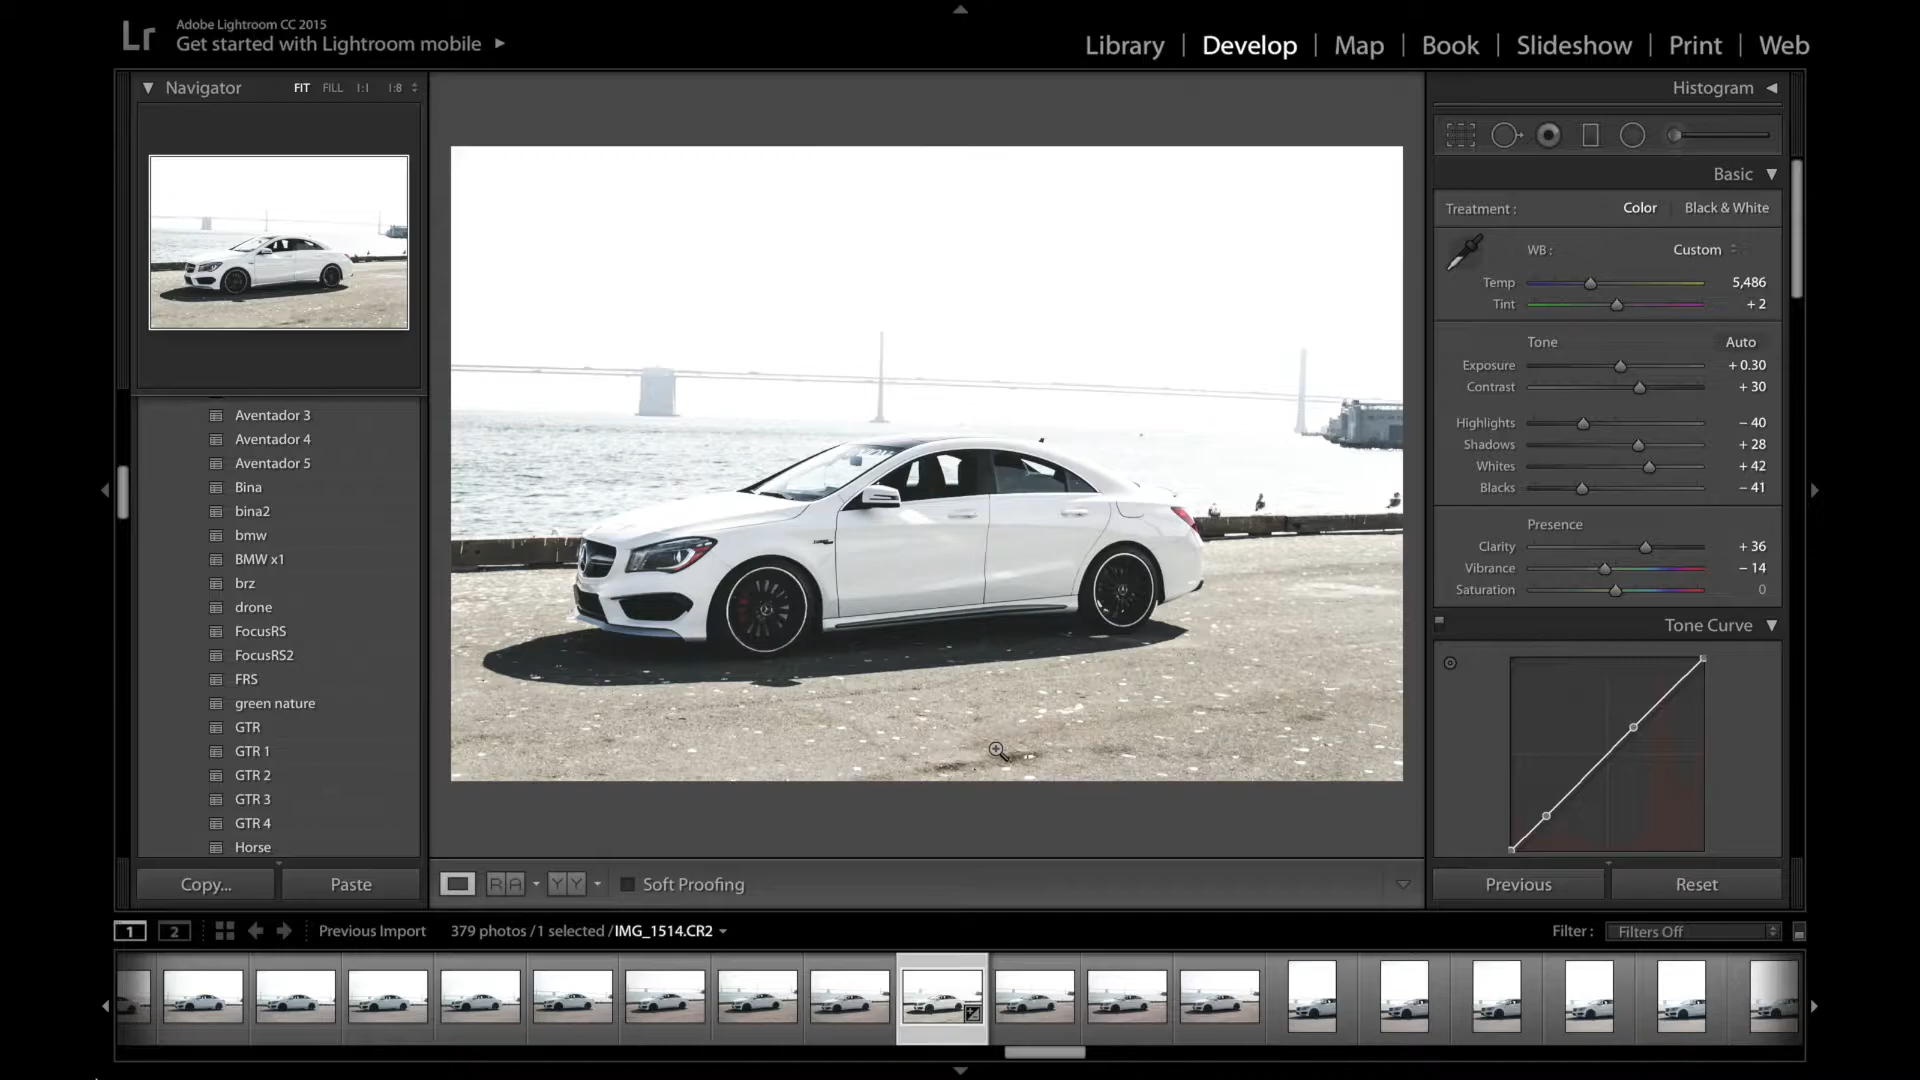 Lr
Adobe Lightroom CC 2015
Get started with Lightroom mobile
Library | Develop | Map | Book | Slideshow | Print | Web
Navigator FIT FILL 1:1 1:8
Histogram
Basic
Treatment : Color Black & White
WB : Custom
Temp 5,486
Tint + 2
Tone Auto
Exposure + 0.30
Contrast + 30
Highlights – 40
Shadows + 28
Whites + 42
Blacks – 41
Presence
Clarity + 36
Vibrance – 14
Saturation 0
Tone Curve
Aventador 3
Aventador 4
Aventador 5
Bina
bina2
bmw
BMW x1
brz
drone
FocusRS
FocusRS2
FRS
green nature
GTR
GTR 1
GTR 2
GTR 3
GTR 4
Horse
Copy... Paste
R A Y Y Soft Proofing
Previous Reset
1 2 Previous Import 379 photos /1 selected /IMG_1514.CR2
Filter : Filters Off